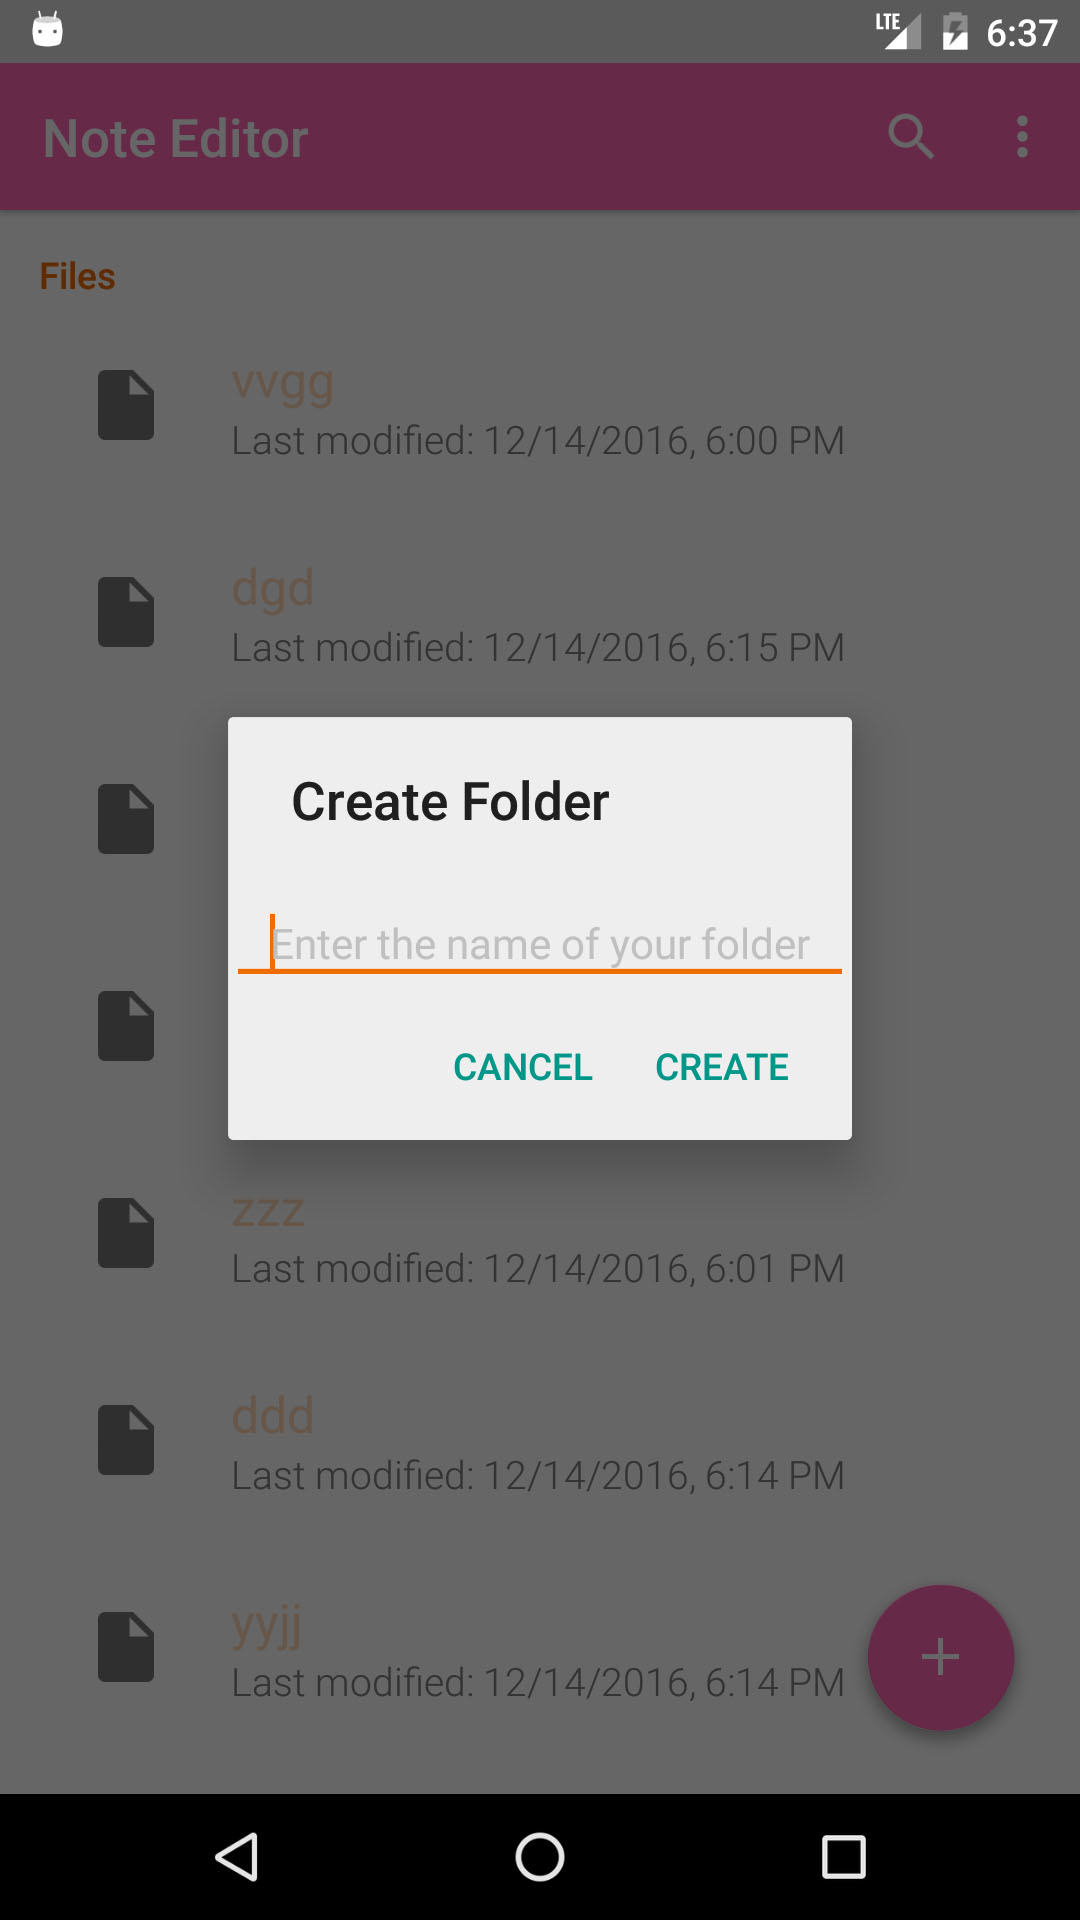 LTE 6:37
Note Editor
Files
vvgg
Last modified: 12/14/2016, 6:00 PM
dgd
Last modified: 12/14/2016, 6:15 PM
Create Folder
Enter the name of your folder
CANCEL CREATE
zzz
Last modified: 12/14/2016, 6:01 PM
ddd
Last modified: 12/14/2016, 6:14 PM
yyjj
Last modified: 12/14/2016, 6:14 PM